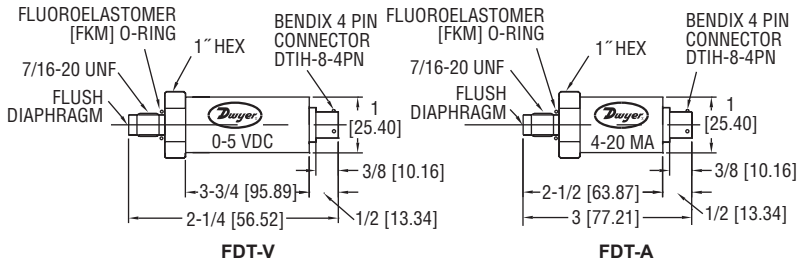 FLUOROELASTOMER
[FKM] O-RING
1˝ HEX
BENDIX 4 PIN
CONNECTOR
DTIH-8-4PN
7/16-20 UNF
FLUSH
DIAPHRAGM
Dwyer
0-5 VDC
1
[25.40]
3/8 [10.16]
3-3/4 [95.89]
2-1/4 [56.52]
1/2 [13.34]
FDT-V
FLUOROELASTOMER
[FKM] O-RING
1˝ HEX
BENDIX 4 PIN
CONNECTOR
DTIH-8-4PN
7/16-20 UNF
FLUSH
DIAPHRAGM
Dwyer
4-20 MA
1
[25.40]
3/8 [10.16]
2-1/2 [63.87]
3 [77.21]
1/2 [13.34]
FDT-A